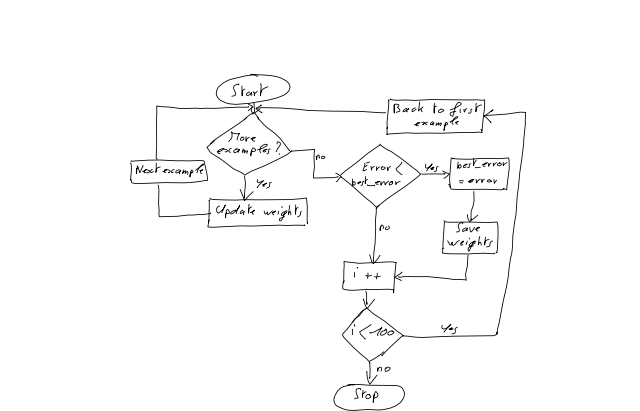 Start
Back to first
example
More
examples?
no
Error <
best_error
yes
best_error
= error
Next example
yes
Update weights
no
Save
weights
i ++
i < 100
yes
no
Stop